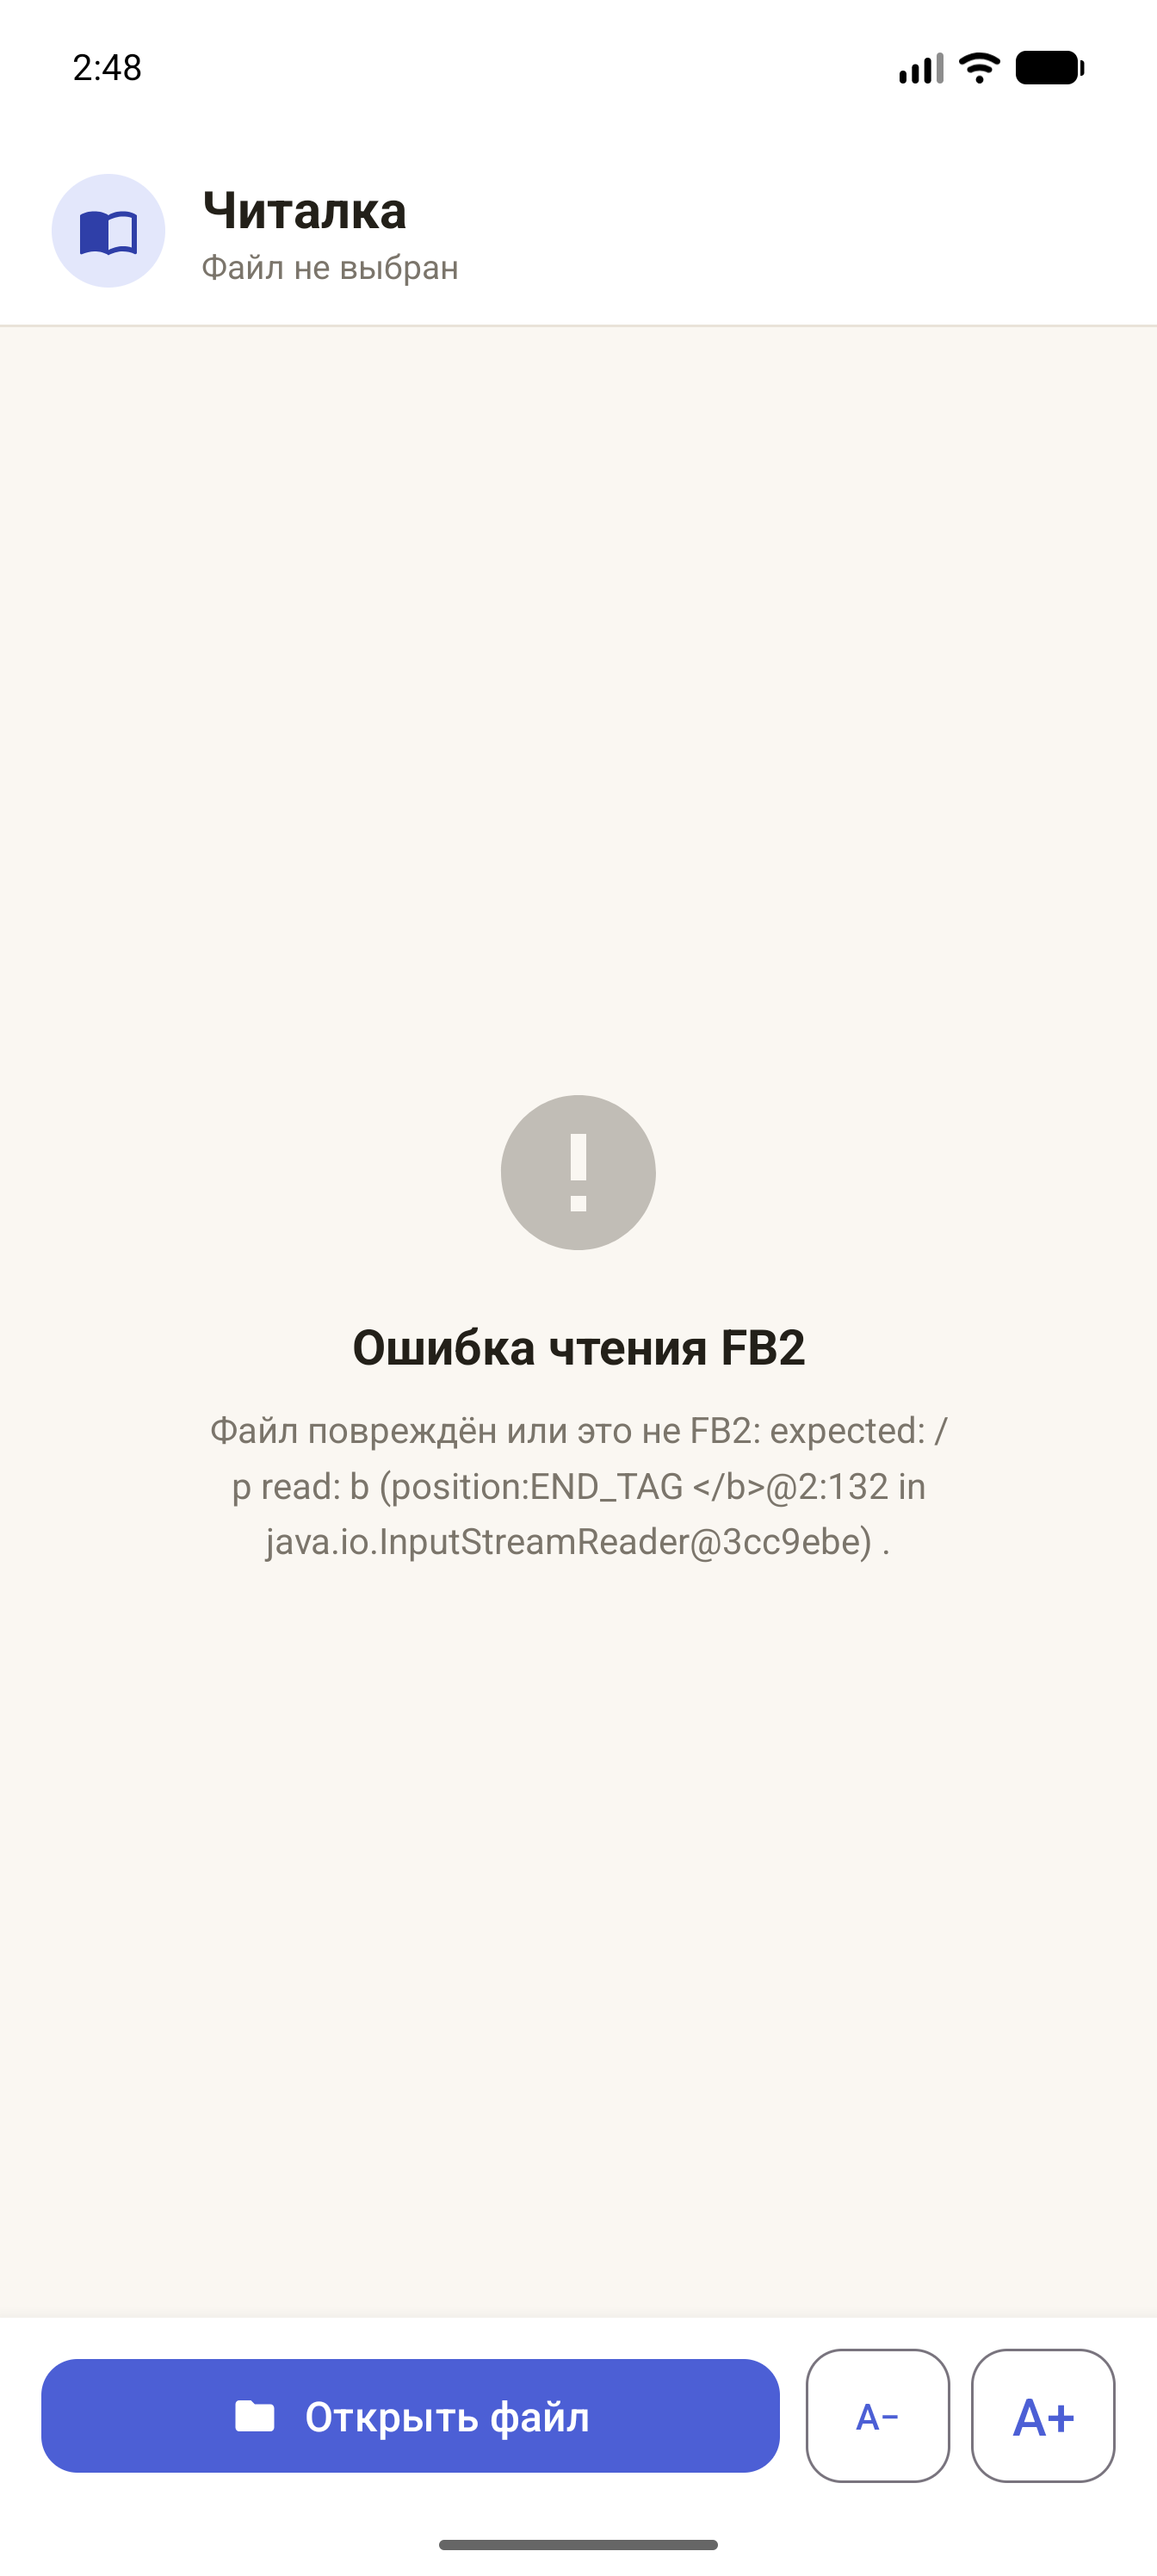 2:48
Читалка
Файл не выбран
Ошибка чтения FB2
Файл повреждён или это не FB2: expected: /
p read: b (position:END_TAG </b>@2:132 in
java.io.InputStreamReader@3cc9ebe) .
Открыть файл
A−
A+